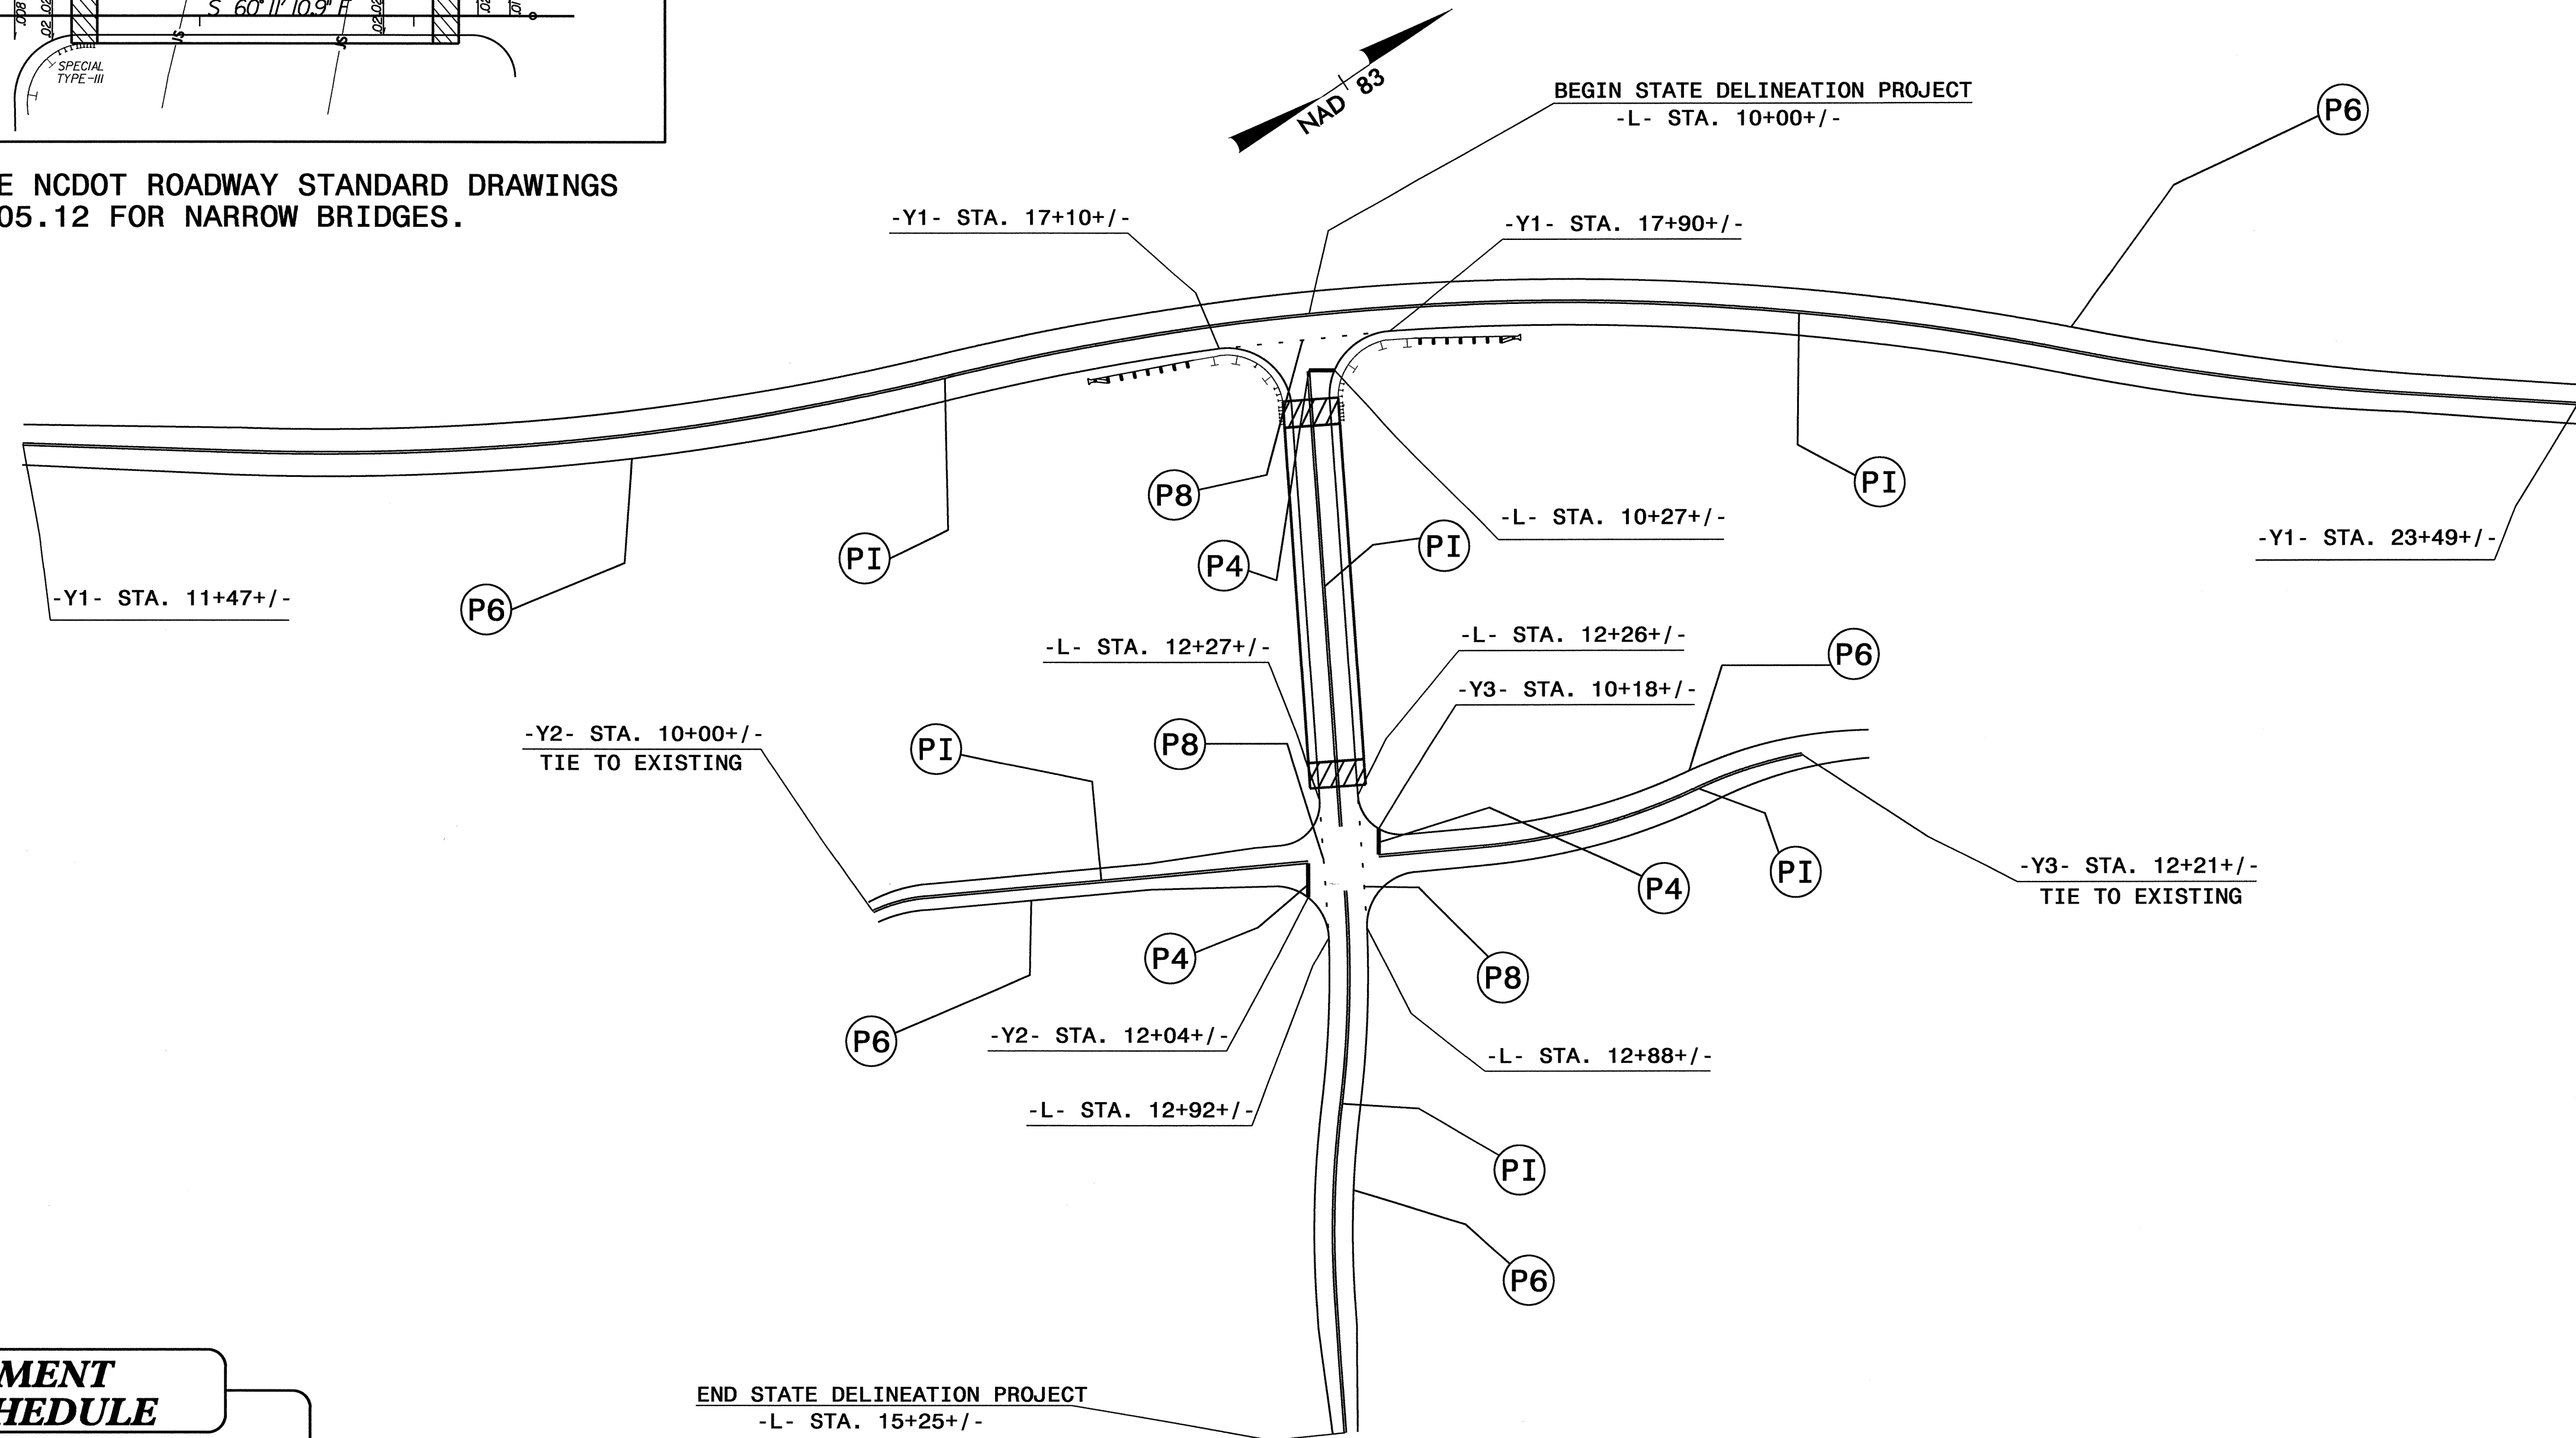 S 60° 11' 10.9" E
SPECIAL
TYPE-III
E NCDOT ROADWAY STANDARD DRAWINGS
05.12 FOR NARROW BRIDGES.
NAD 83
BEGIN STATE DELINEATION PROJECT
-L- STA. 10+00+/-
P6
-Y1- STA. 17+10+/-
-Y1- STA. 17+90+/-
P8
PI
-L- STA. 10+27+/-
-Y1- STA. 23+49+/-
PI
P4
PI
-Y1- STA. 11+47+/-
P6
-L- STA. 12+27+/-
-L- STA. 12+26+/-
P6
-Y3- STA. 10+18+/-
-Y2- STA. 10+00+/-
TIE TO EXISTING
PI
P8
-Y3- STA. 12+21+/-
TIE TO EXISTING
PI
P4
P4
P8
P6
-Y2- STA. 12+04+/-
-L- STA. 12+88+/-
-L- STA. 12+92+/-
PI
P6
MENT
HEDULE
END STATE DELINEATION PROJECT
-L- STA. 15+25+/-